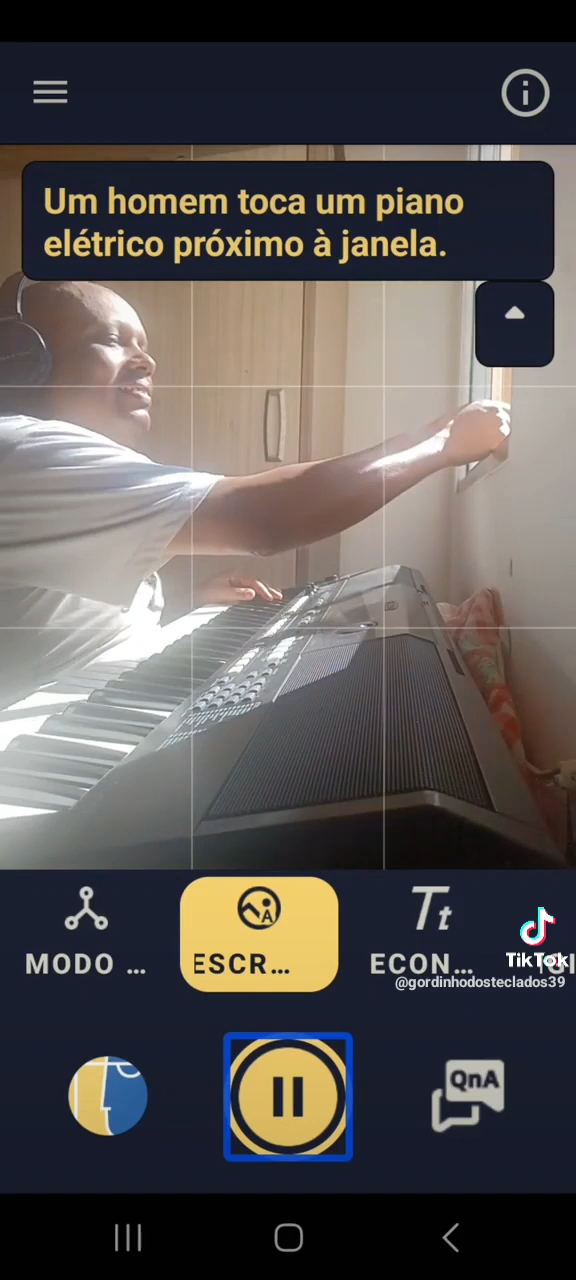 Um homem toca um piano
elétrico próximo à janela.
MODO ...
ESCR...
ECON...
TikTok
@gordinhodosteclados39
QnA